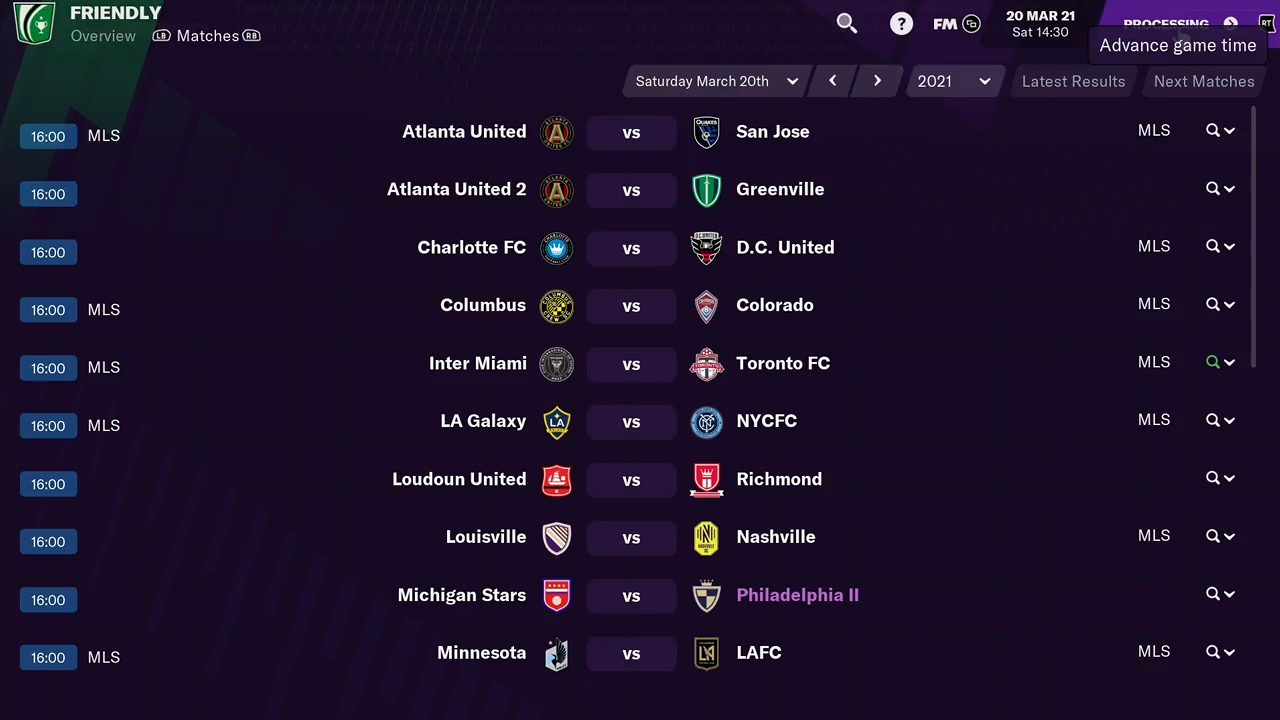 FRIENDLY
Overview LB Matches RB
FM
20 MAR 21
Sat 14:30
PROCESSING
RT
Advance game time
Saturday March 20th 2021 Latest Results Next Matches
16:00 MLS Atlanta United vs San Jose MLS
16:00 Atlanta United 2 vs Greenville
16:00 Charlotte FC vs D.C. United MLS
16:00 MLS Columbus vs Colorado MLS
16:00 MLS Inter Miami vs Toronto FC MLS
16:00 MLS LA Galaxy vs NYCFC MLS
16:00 Loudoun United vs Richmond
16:00 Louisville vs Nashville MLS
16:00 Michigan Stars vs Philadelphia II
16:00 MLS Minnesota vs LAFC MLS